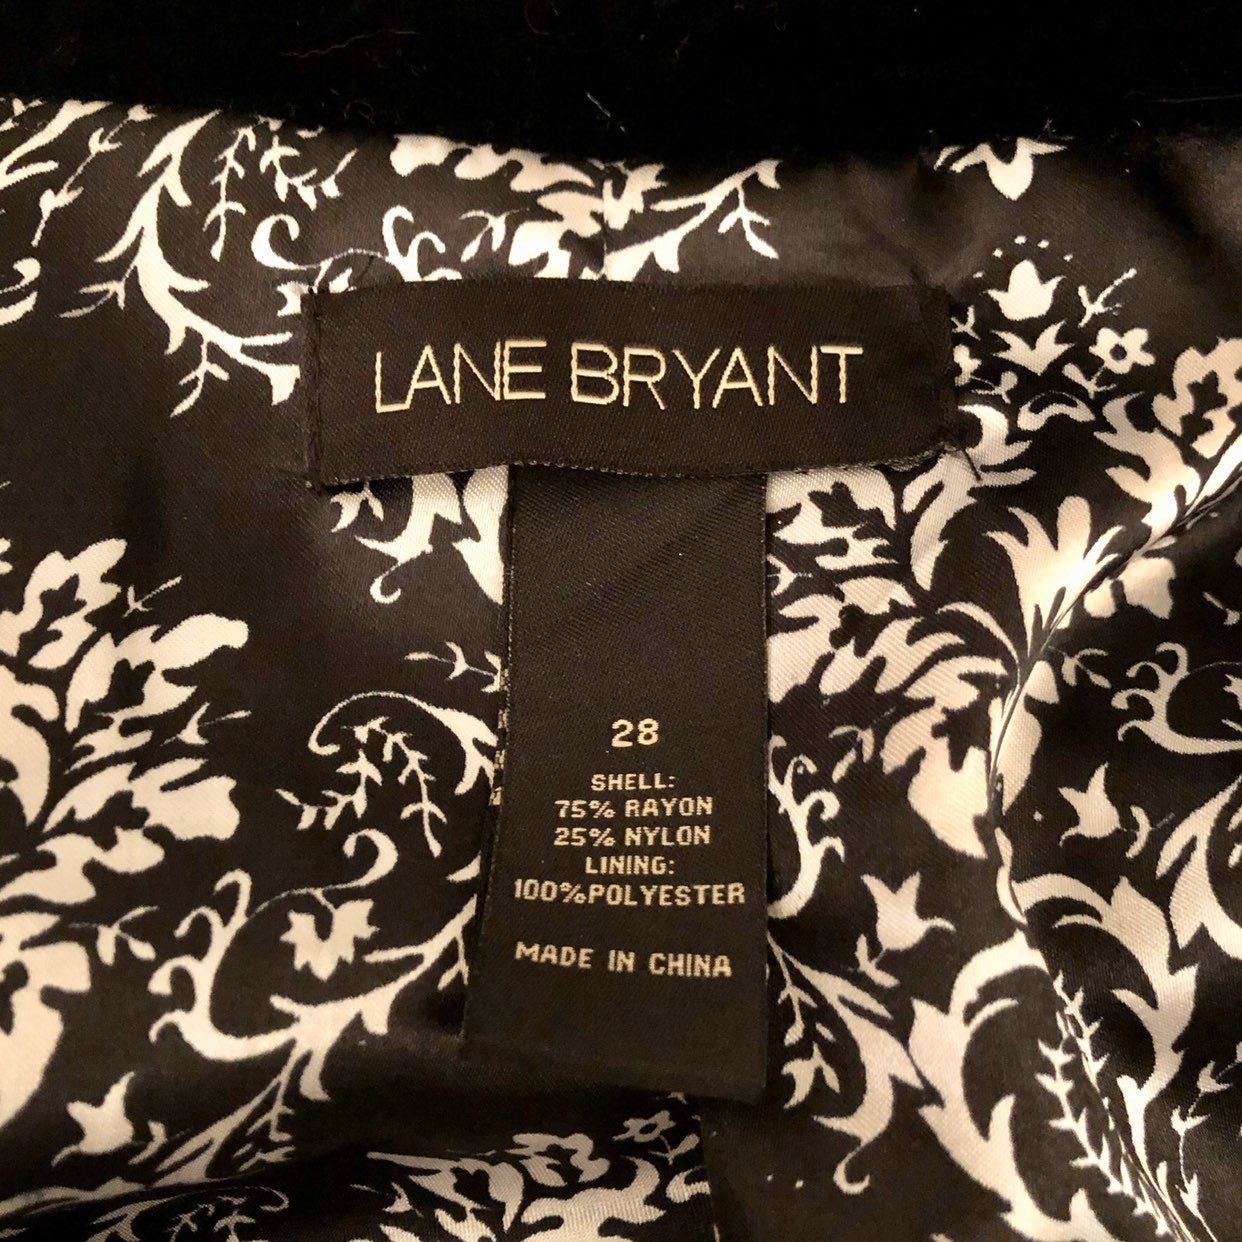 LANE BRYANT
28
SHELL:
75% RAYON
25% NYLON
LINING:
100%POLYESTER
MADE IN CHINA